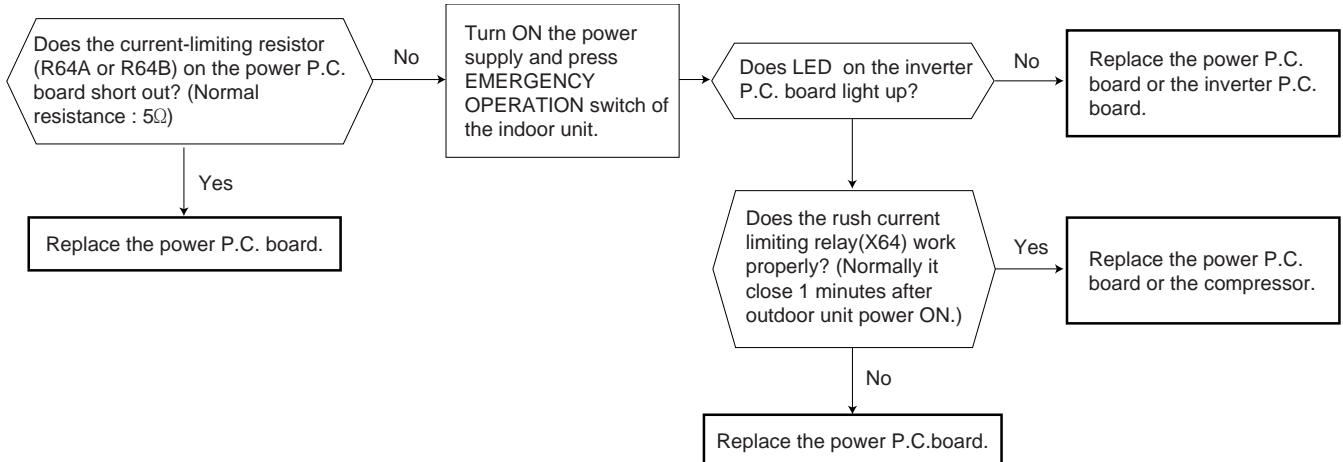 Does the current-limiting resistor
(R64A or R64B) on the power P.C.
board short out? (Normal
resistance : 5Ω)
No
Turn ON the power
supply and press
EMERGENCY
OPERATION switch of
the indoor unit.
Does LED on the inverter
P.C. board light up?
No
Replace the power P.C.
board or the inverter P.C.
board.
Yes
Replace the power P.C. board.
Does the rush current
limiting relay(X64) work
properly? (Normally it
close 1 minutes after
outdoor unit power ON.)
Yes
Replace the power P.C.
board or the compressor.
No
Replace the power P.C.board.